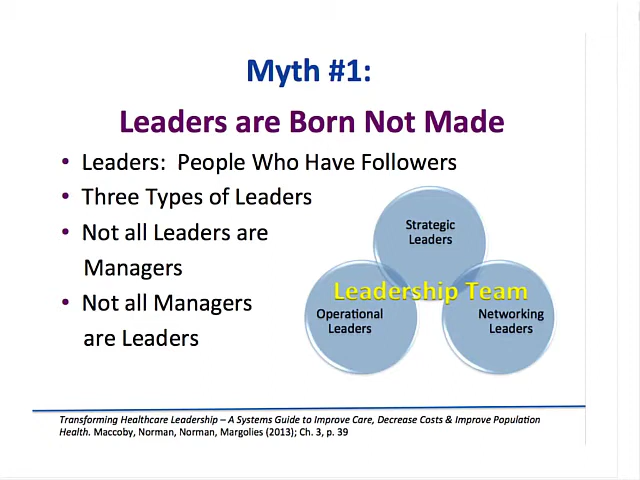 Myth #1:
Leaders are Born Not Made
• Leaders: People Who Have Followers
• Three Types of Leaders
• Not all Leaders are
Managers
• Not all Managers
are Leaders
Strategic
Leaders
Leadership Team
Operational
Leaders
Networking
Leaders
Transforming Healthcare Leadership – A Systems Guide to Improve Care, Decrease Costs & Improve Population
Health. Maccoby, Norman, Norman, Margolies (2013); Ch. 3, p. 39